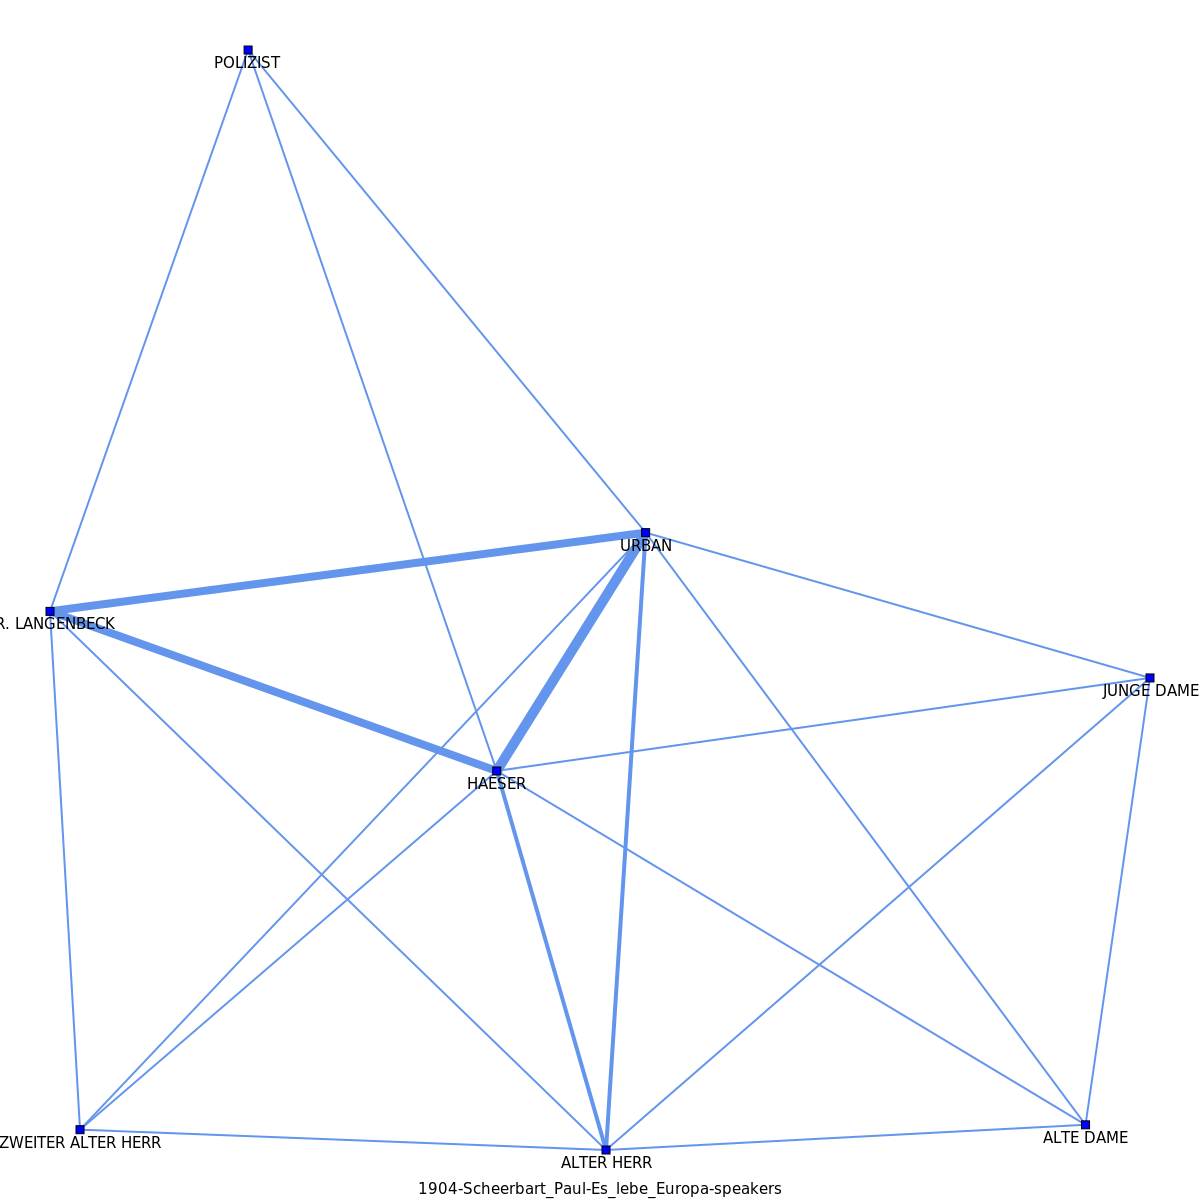 POLIZIST
URBAN
R. LANGENBECK
JUNGE DAME
HAESER
ZWEITER ALTER HERR
ALTE DAME
ALTER HERR
1904-Scheerbart_Paul-Es_lebe_Europa-speakers